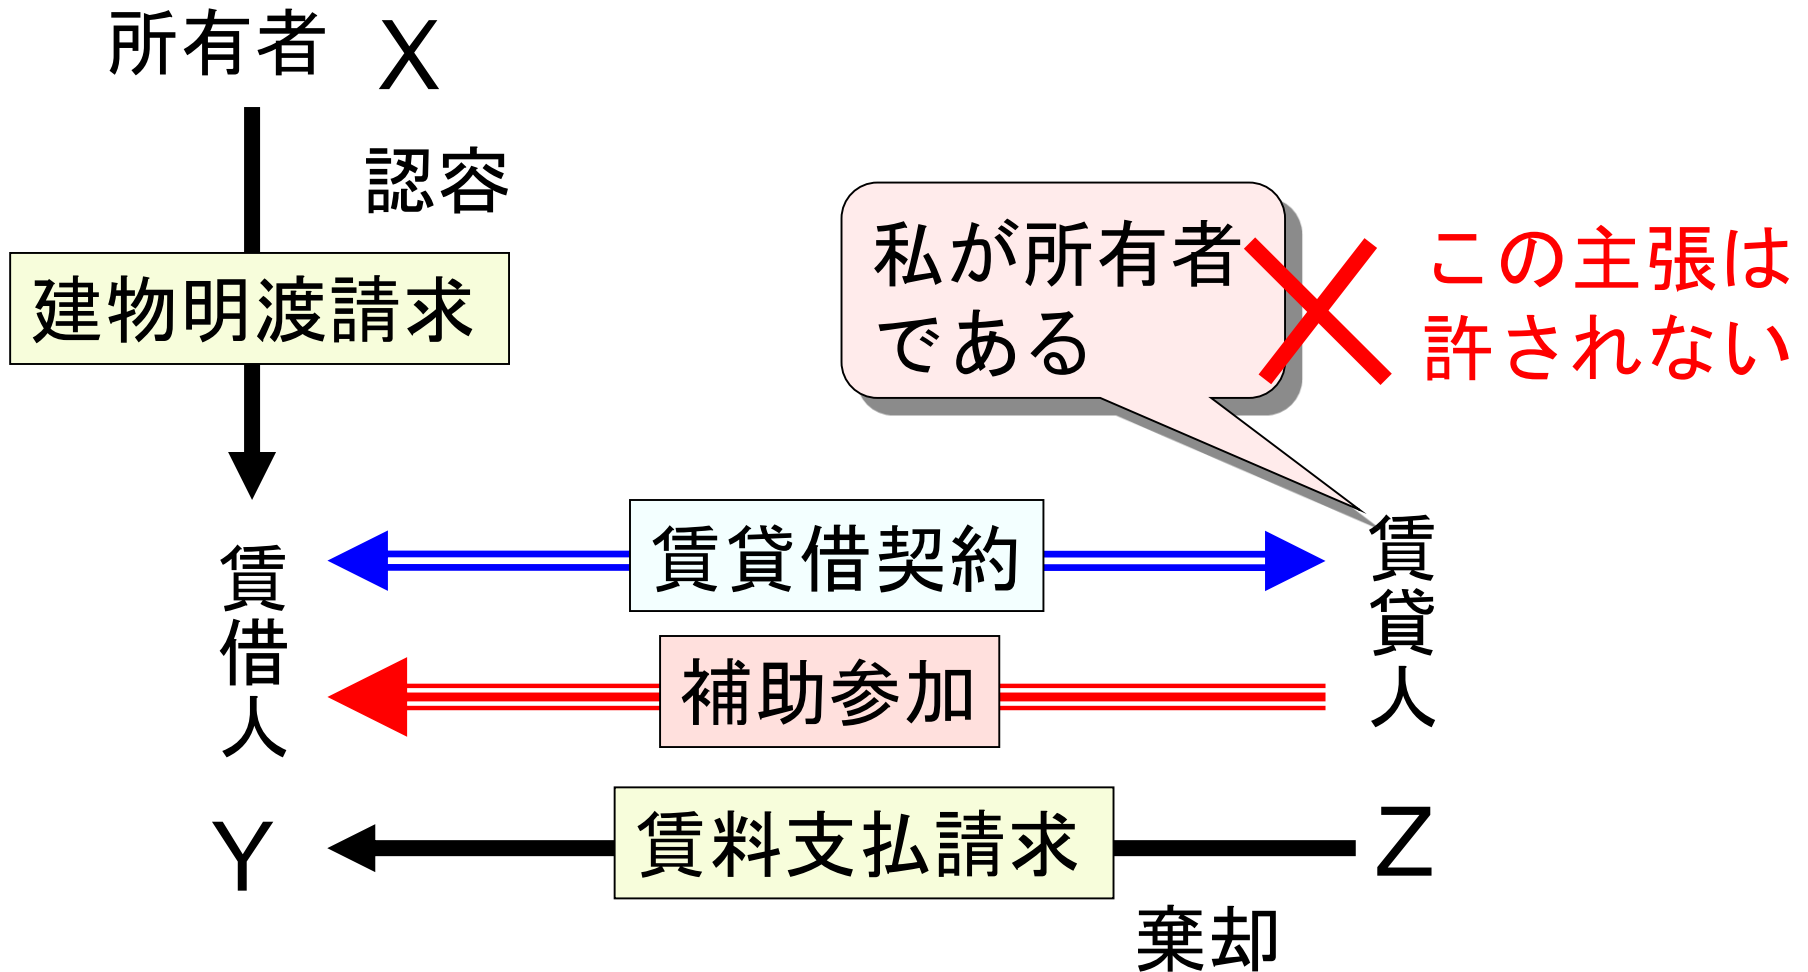 所有者 X
認容
建物明渡請求
私が所有者
である
この主張は
許されない
賃借人
Y
賃貸借契約
補助参加
賃料支払請求
棄却
賃貸人
Z